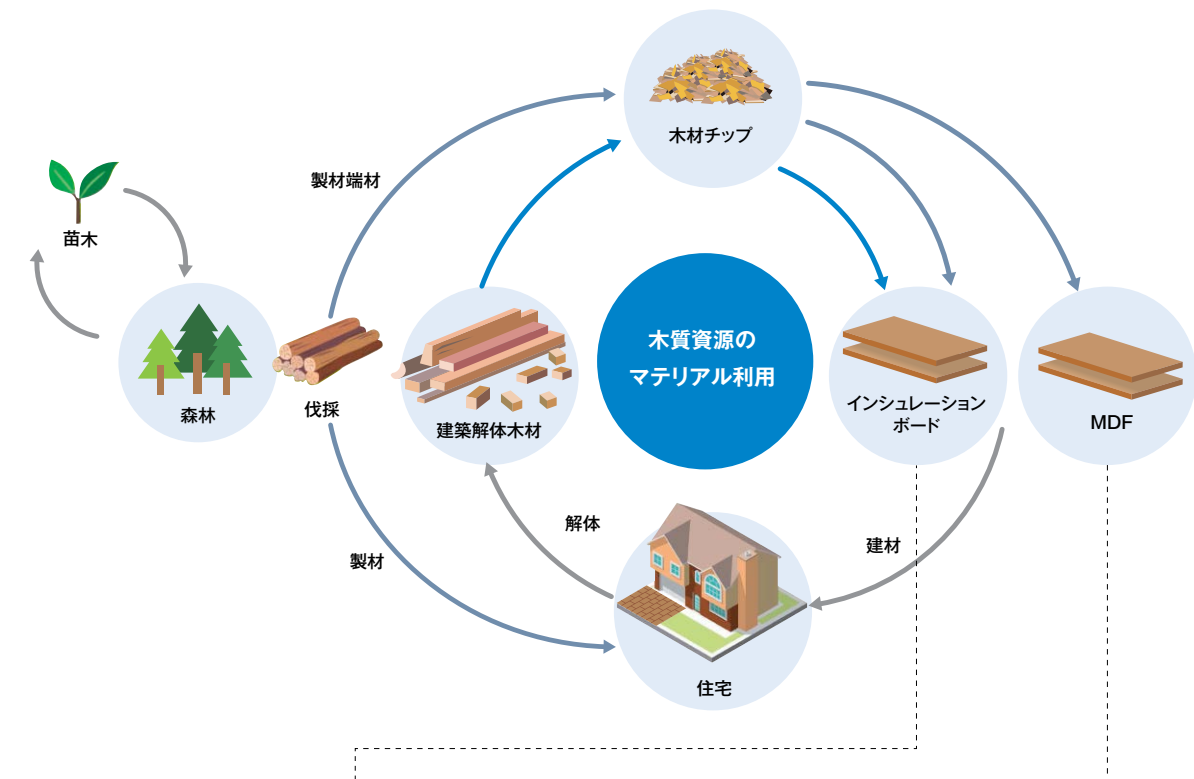 木材チップ
製材端材
苗木
木質資源の
マテリアル利用
森林
伐採
建築解体木材
インシュレーション
ボード
MDF
解体
製材
建材
住宅